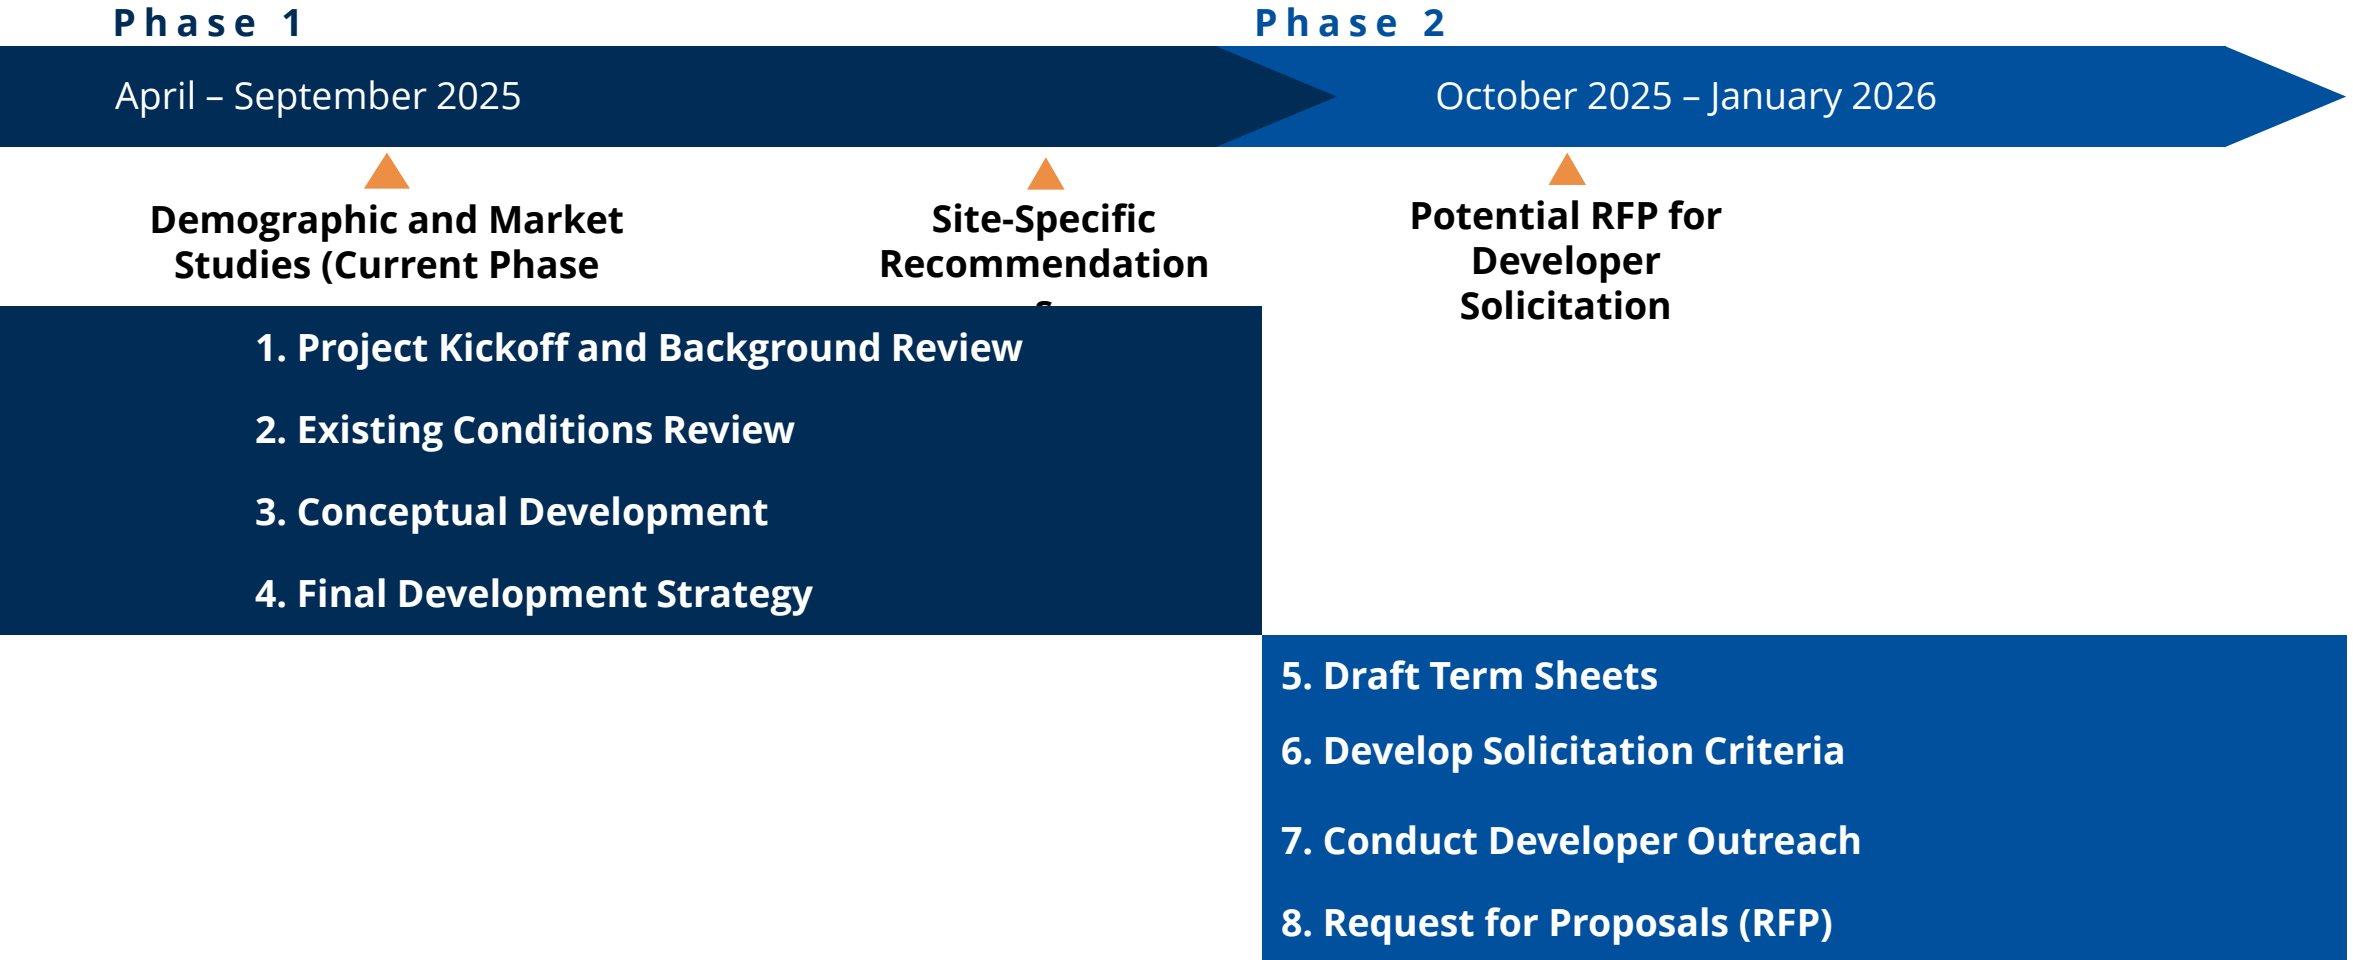 Phase 1
Phase 2
April – September 2025
October 2025 – January 2026
Demographic and Market
Studies (Current Phase
Site-Specific
Recommendation
Potential RFP for
Developer
Solicitation
1. Project Kickoff and Background Review
2. Existing Conditions Review
3. Conceptual Development
4. Final Development Strategy
5. Draft Term Sheets
6. Develop Solicitation Criteria
7. Conduct Developer Outreach
8. Request for Proposals (RFP)